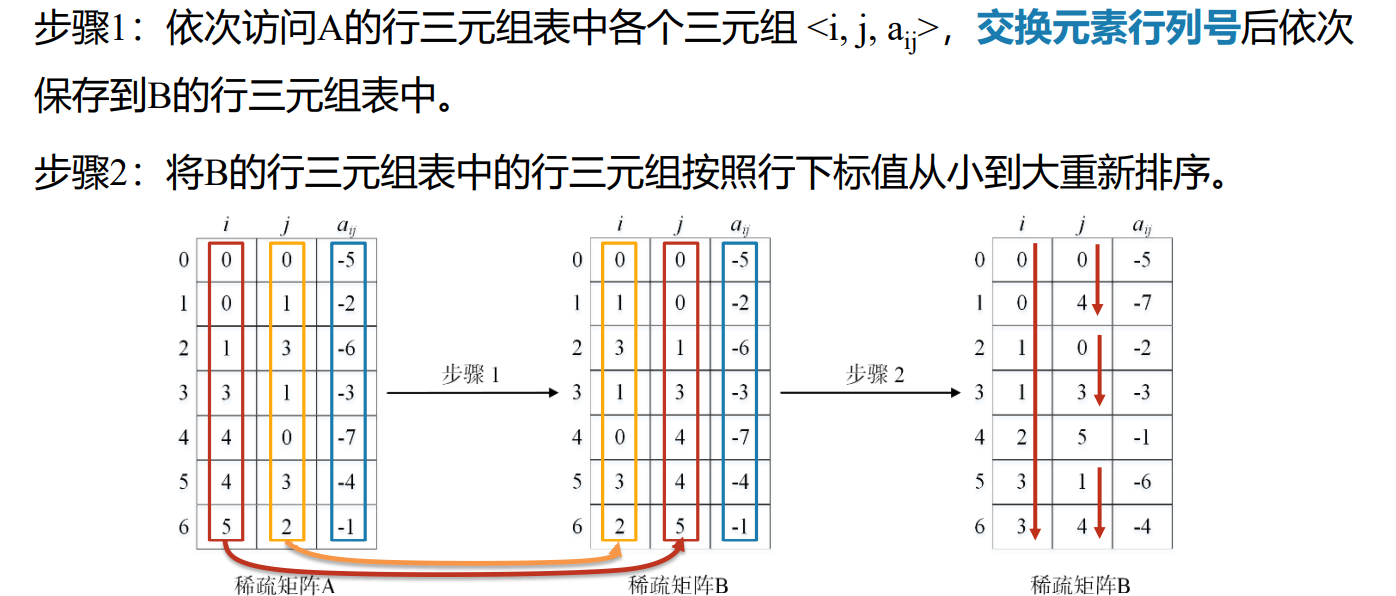 步骤1：依次访问A的行三元组表中各个三元组 <i, j, aij>，交换元素行列号后依次
保存到B的行三元组表中。
步骤2：将B的行三元组表中的行三元组按照行下标值从小到大重新排序。
i j aij i j aij i j aij
0 0 0 -5 0 0 0 -5 0 0 0 -5
1 0 1 -2 1 1 0 -2 1 0 4 -7
2 1 3 -6 2 3 1 -6 2 1 0 -2
步骤 1 步骤 2
3 3 1 -3 3 1 3 -3 3 1 3 -3
4 4 0 -7 4 0 4 -7 4 2 5 -1
5 4 3 -4 5 3 4 -4 5 3 1 -6
6 5 2 -1 6 2 5 -1 6 3 4 -4
稀疏矩阵A 稀疏矩阵B 稀疏矩阵B